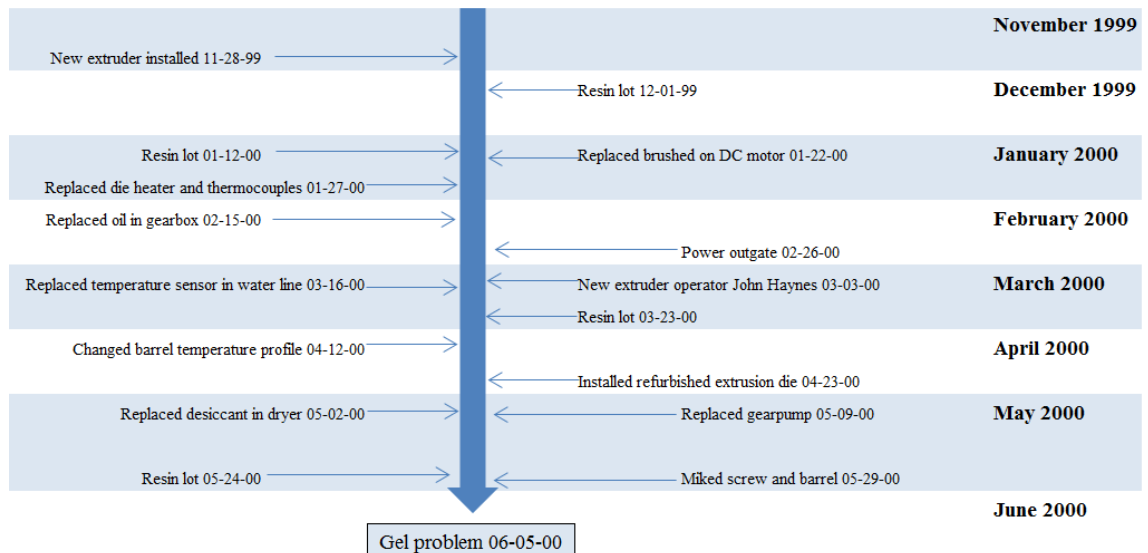 November 1999
New extruder installed 11-28-99
Resin lot 12-01-99
December 1999
Resin lot 01-12-00
Replaced brushed on DC motor 01-22-00
January 2000
Replaced die heater and thermocouples 01-27-00
Replaced oil in gearbox 02-15-00
February 2000
Power outgate 02-26-00
Replaced temperature sensor in water line 03-16-00
New extruder operator John Haynes 03-03-00
March 2000
Resin lot 03-23-00
Changed barrel temperature profile 04-12-00
April 2000
Installed refurbished extrusion die 04-23-00
Replaced desiccant in dryer 05-02-00
Replaced gearpump 05-09-00
May 2000
Resin lot 05-24-00
Miked screw and barrel 05-29-00
June 2000
Gel problem 06-05-00